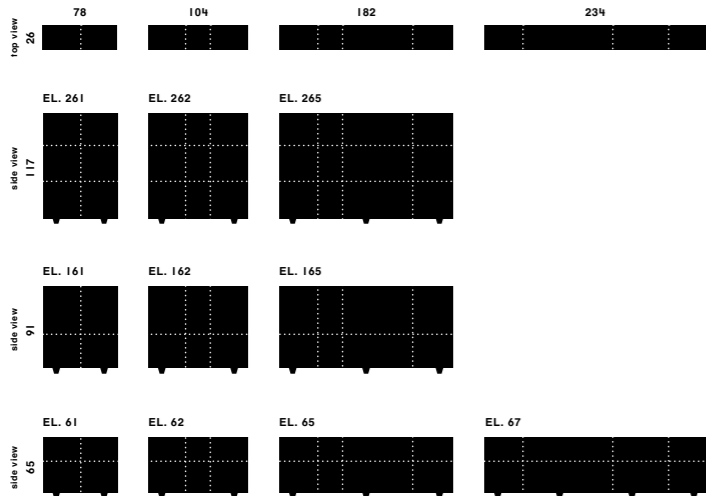 78 104 182 234
top view
26
EL. 261 EL. 262 EL. 265
side view
117
EL. 161 EL. 162 EL. 165
side view
91
EL. 61 EL. 62 EL. 65 EL. 67
side view
65